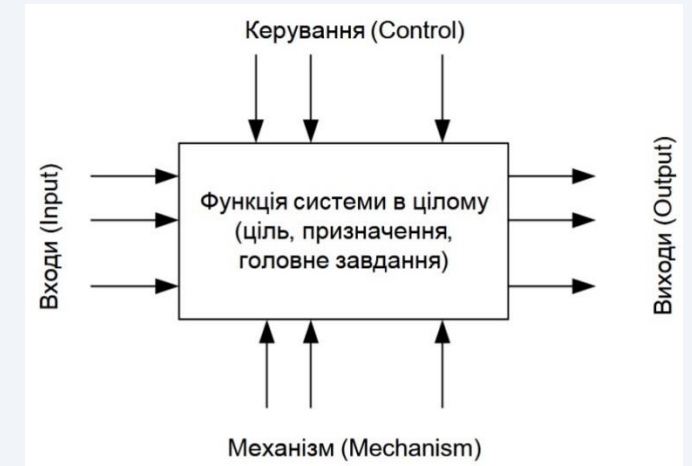 Керування (Control)
Входи (Input)
Функція системи в цілому
(ціль, призначення,
головне завдання)
Виходи (Output)
Механізм (Mechanism)